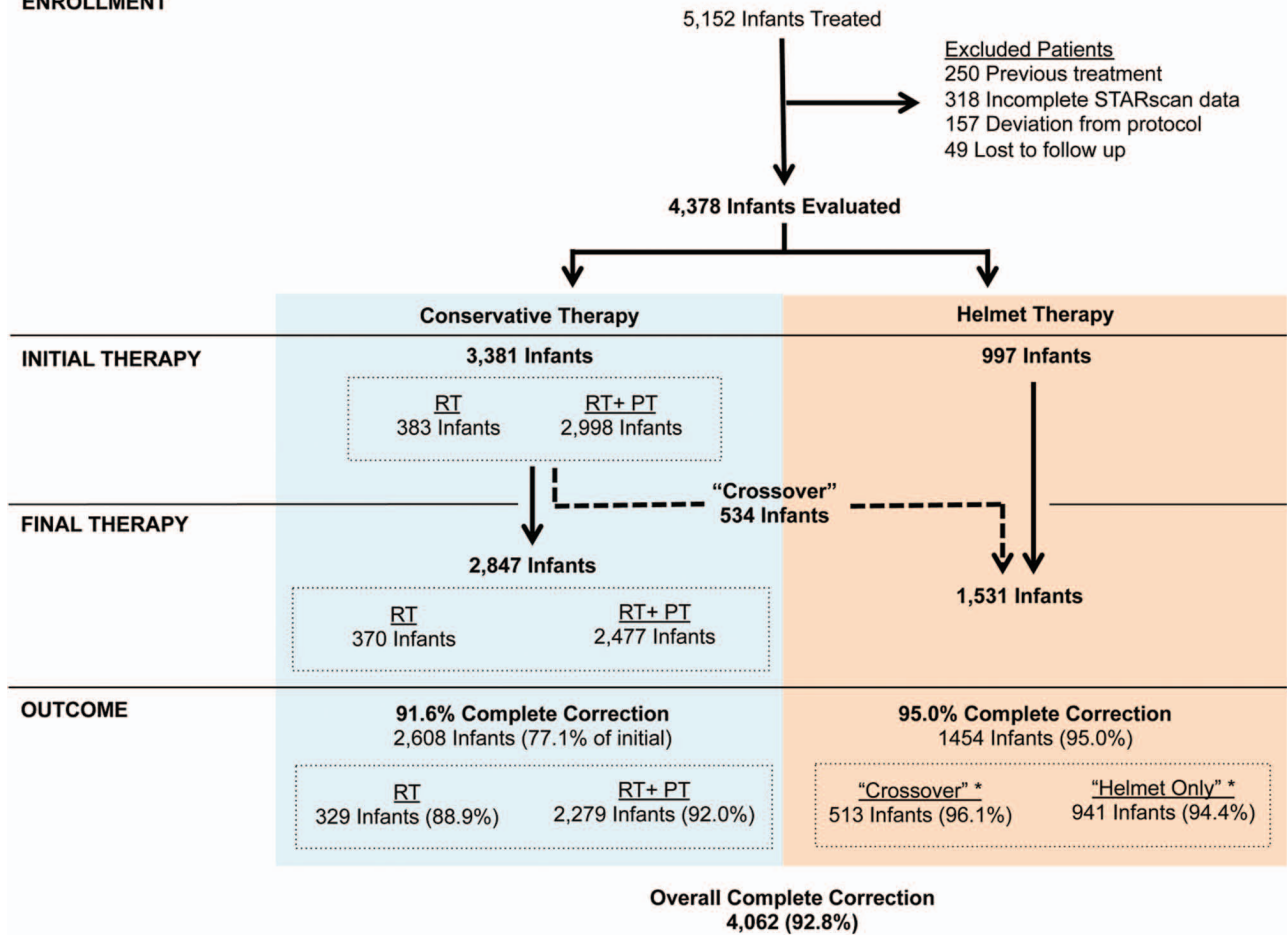 ENROLLMENT
5,152 Infants Treated
Excluded Patients
250 Previous treatment
318 Incomplete STARscan data
157 Deviation from protocol
49 Lost to follow up
4,378 Infants Evaluated
Conservative Therapy
Helmet Therapy
INITIAL THERAPY
3,381 Infants
997 Infants
RT
RT+ PT
383 Infants
2,998 Infants
"Crossover"
534 Infants
FINAL THERAPY
2,847 Infants
1,531 Infants
RT
RT+ PT
370 Infants
2,477 Infants
OUTCOME
91.6% Complete Correction
2,608 Infants (77.1% of initial)
95.0% Complete Correction
1454 Infants (95.0%)
RT
RT+ PT
329 Infants (88.9%)
2,279 Infants (92.0%)
"Crossover" *
"Helmet Only" *
513 Infants (96.1%)
941 Infants (94.4%)
Overall Complete Correction
4,062 (92.8%)